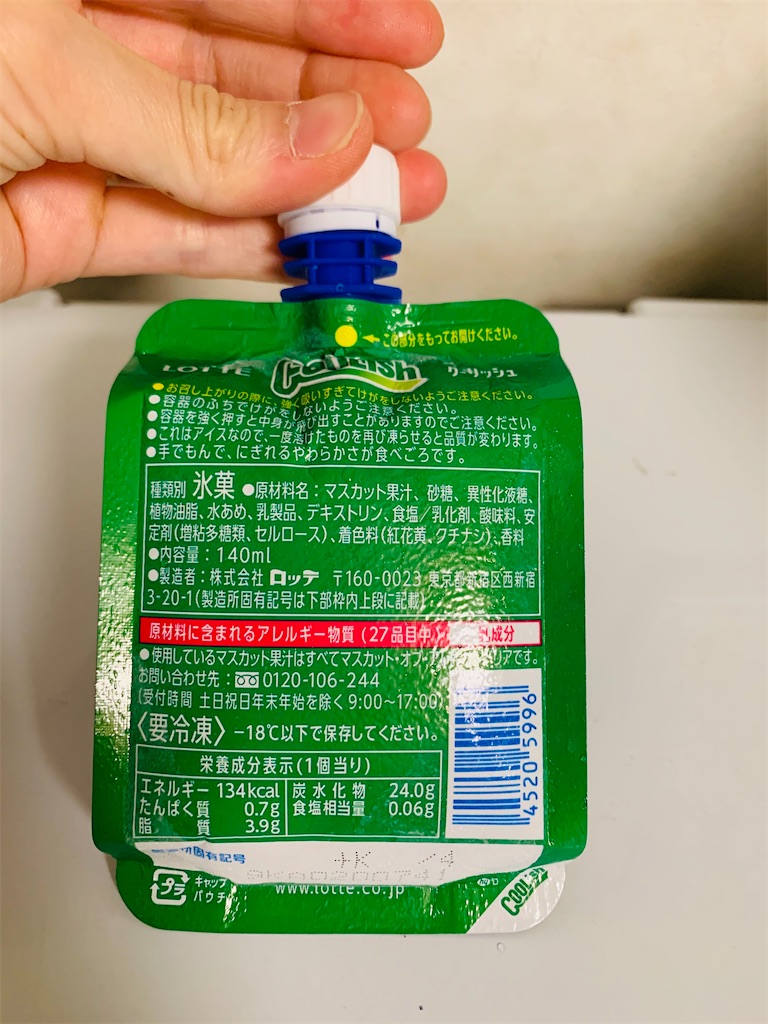 ←この部分をもってお開けください。
LOTTE Coolish クーリッシュ
●お召し上がりの際に、強く吸いすぎてけがをしないようご注意ください。
●容器のふちでけがをしないようご注意ください。
●容器を強く押すと中身が飛び出すことがありますのでご注意ください。
●これはアイスなので、一度溶けたものを再び凍らせると品質が変わります。
●手でもんで、にぎれるやわらかさが食べごろです。
種類別 氷菓 ●原材料名:マスカット果汁、砂糖、異性化液糖、
植物油脂、水あめ、乳製品、デキストリン、食塩/乳化剤、酸味料、安
定剤(増粘多糖類、セルロース)、着色料(紅花黄、クチナシ)、香料
●内容量:140ml
●製造者:株式会社 ロッテ 〒160-0023 東京都新宿区西新宿
3-20-1(製造所固有記号は下部枠内上段に記載)
原材料に含まれるアレルギー物質(27品目中) 乳成分
●使用しているマスカット果汁はすべてマスカット・オブ・アレキサンドリアです。
お問い合わせ先:0120-106-244
(受付時間 土日祝日年末年始を除く 9:00~17:00)
〈要冷凍〉-18℃以下で保存してください。
栄養成分表示(1個当り)
エネルギー 134kcal 炭水化物 24.0g
たんぱく質 0.7g 食塩相当量 0.06g
脂質 3.9g
4520 5996
固有記号
+K /4
www.lotte.co.jp
プラ キャップ
パウチ